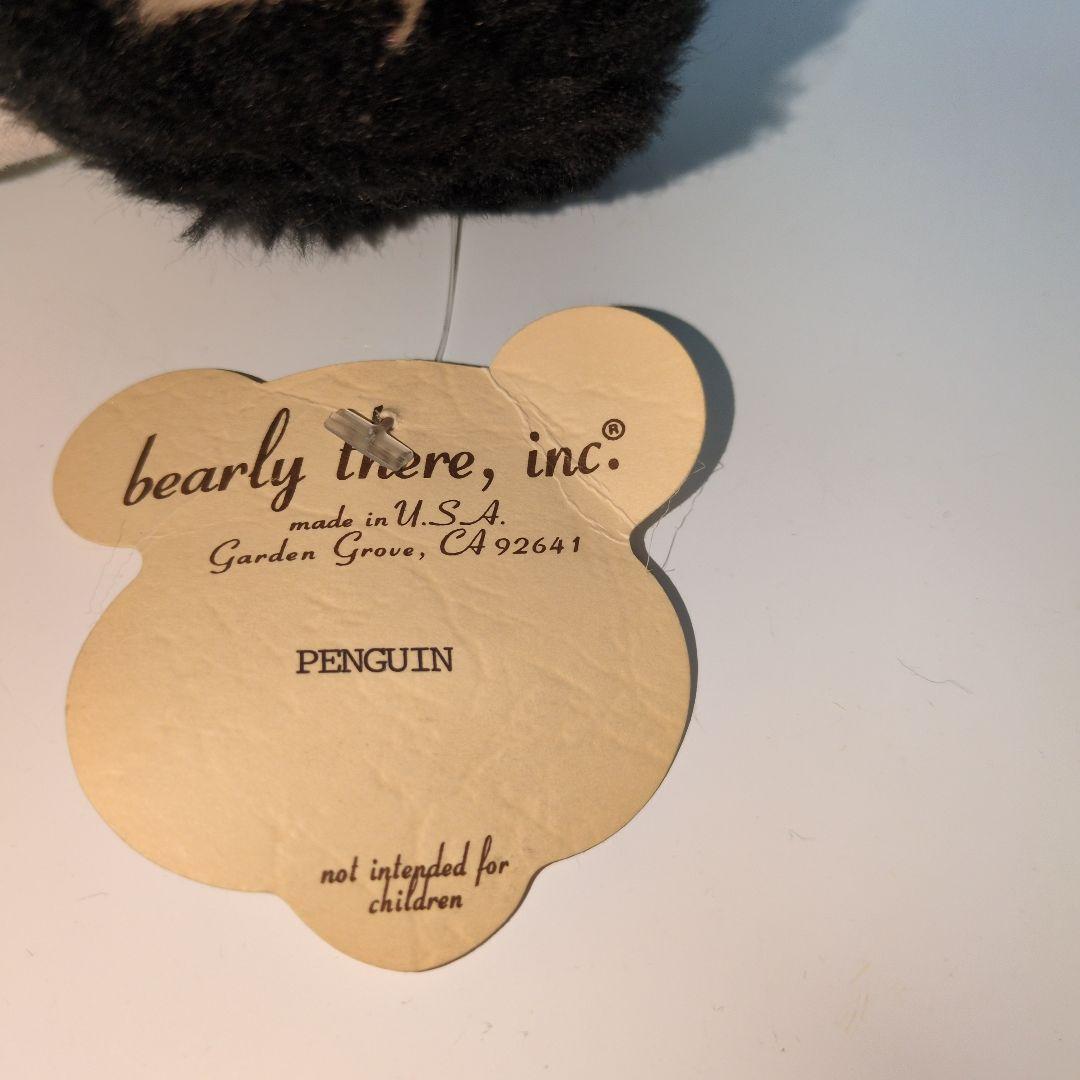 bearly there, inc.®
made in U.S.A.
Garden Grove, CA 92641
PENGUIN
not intended for
children